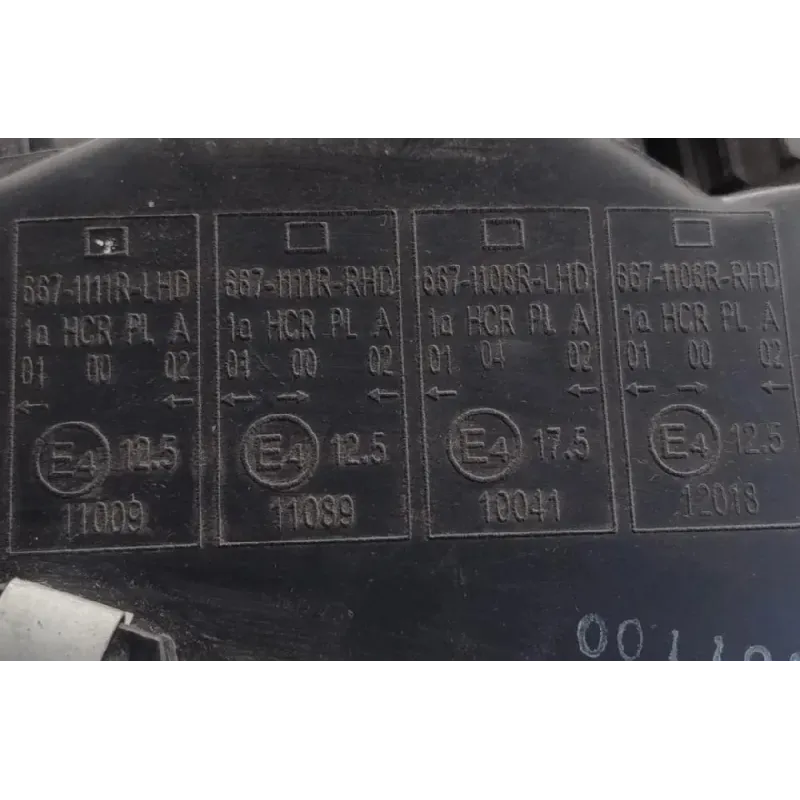 667-1111R-LHD
1a HCR PL A
01 00 02
← ←
E4 12.5
11009
667-1111R-RHD
1a HCR PL A
01 00 02
← → ←
E4 12.5
11089
667-1106R-LHD
1a HCR PL A
01 04 02
← ←
E4 17.5
10041
667-1106R-RHD
1a HCR PL A
01 00 02
← → ←
E4 12.5
12018